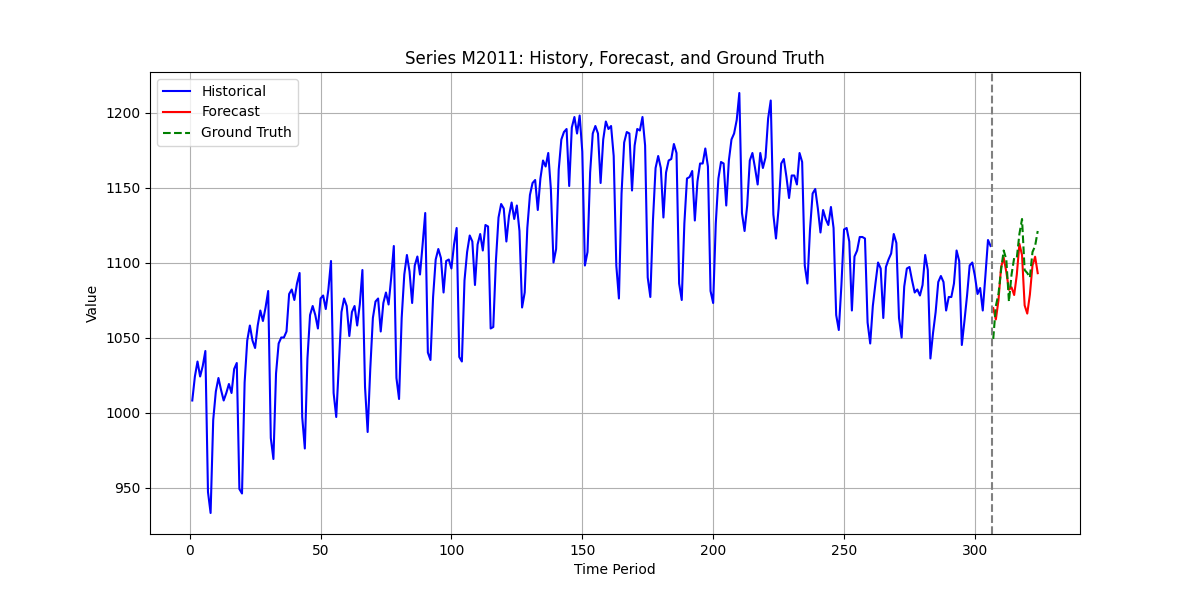 Series M2011: History, Forecast, and Ground Truth
Historical
Forecast
Ground Truth
Value
1200
1150
1100
1050
1000
950
0 50 100 150 200 250 300
Time Period